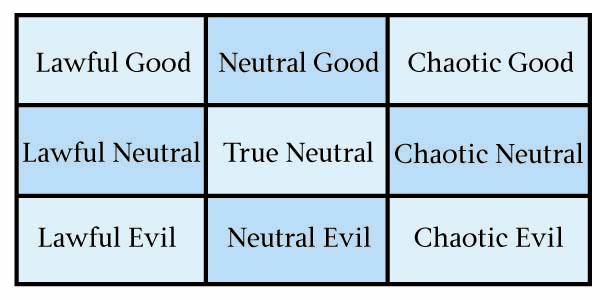 Lawful Good
Neutral Good
Chaotic Good
Lawful Neutral
True Neutral
Chaotic Neutral
Lawful Evil
Neutral Evil
Chaotic Evil